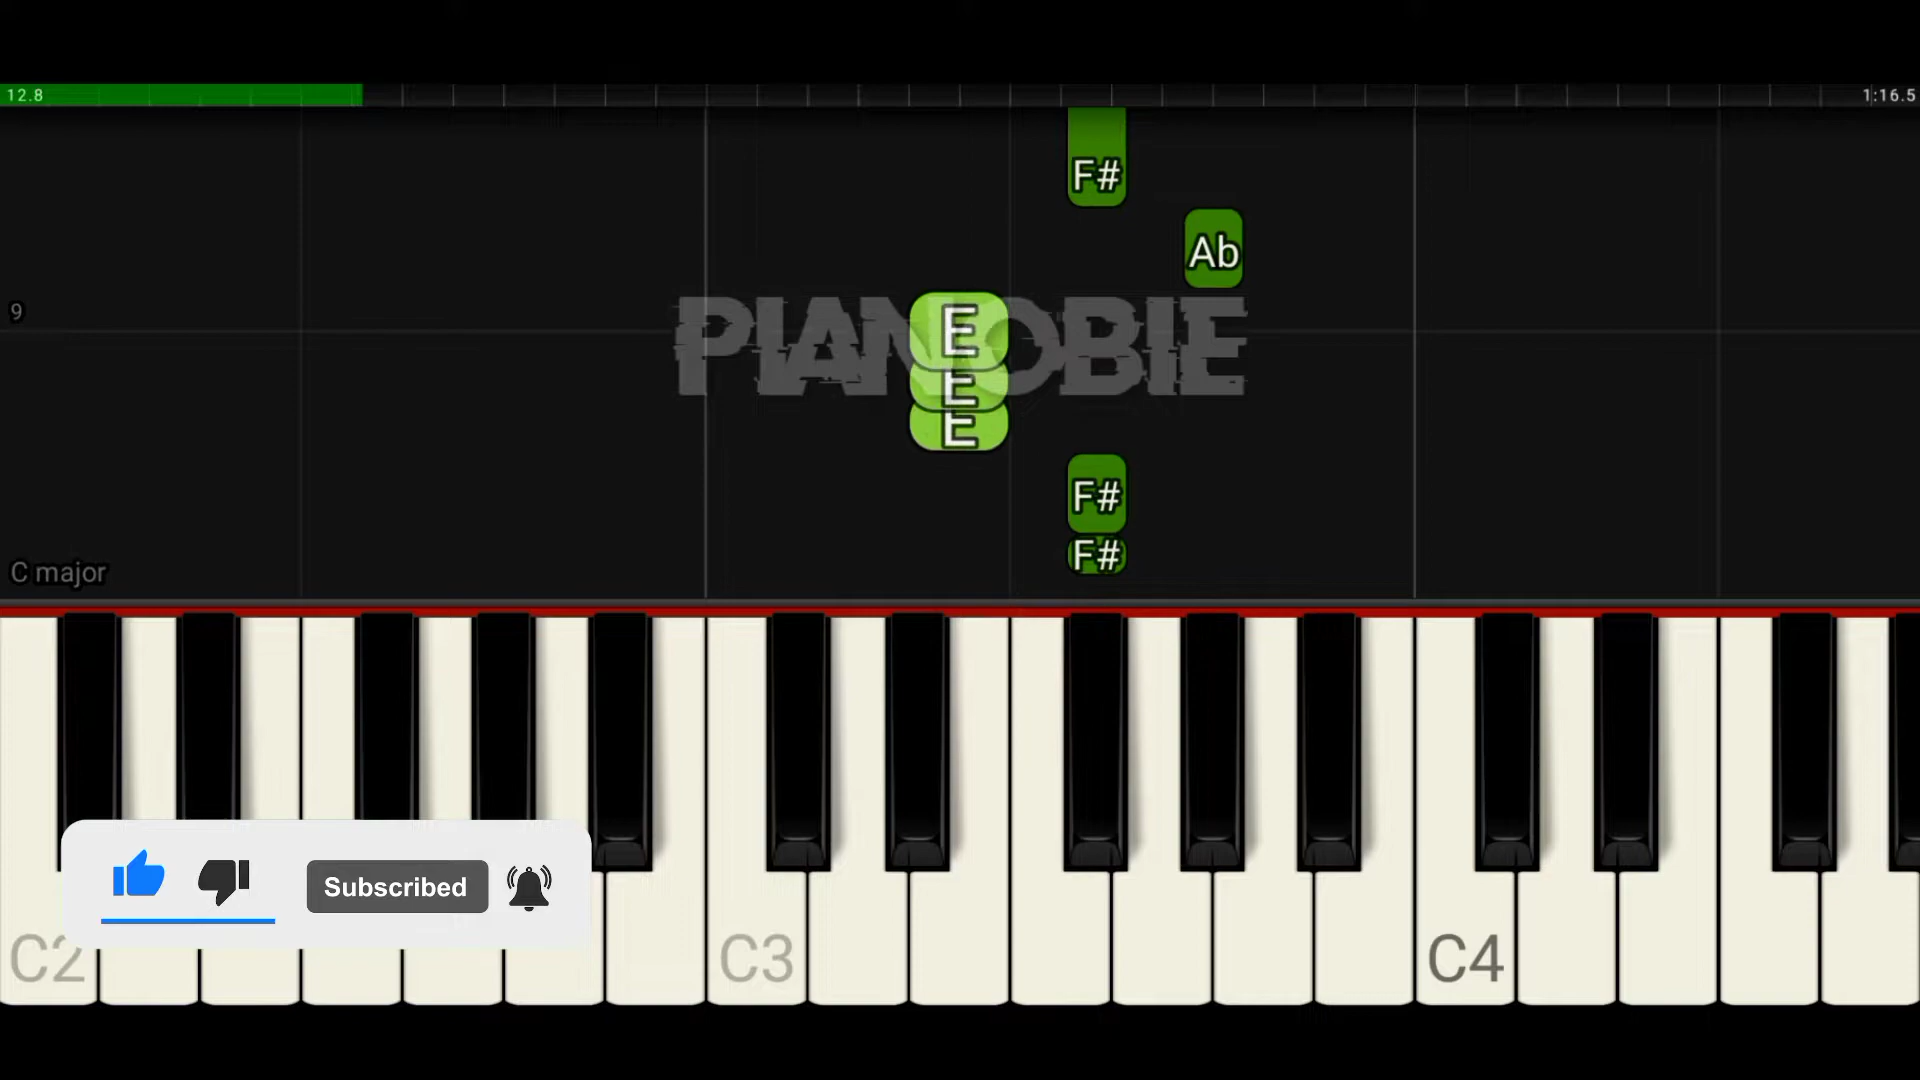 12.8
1:16.5
F#
Ab
9
PIANOBIE
E
E
E
F#
F#
C major
Subscribed
C2
C3
C4